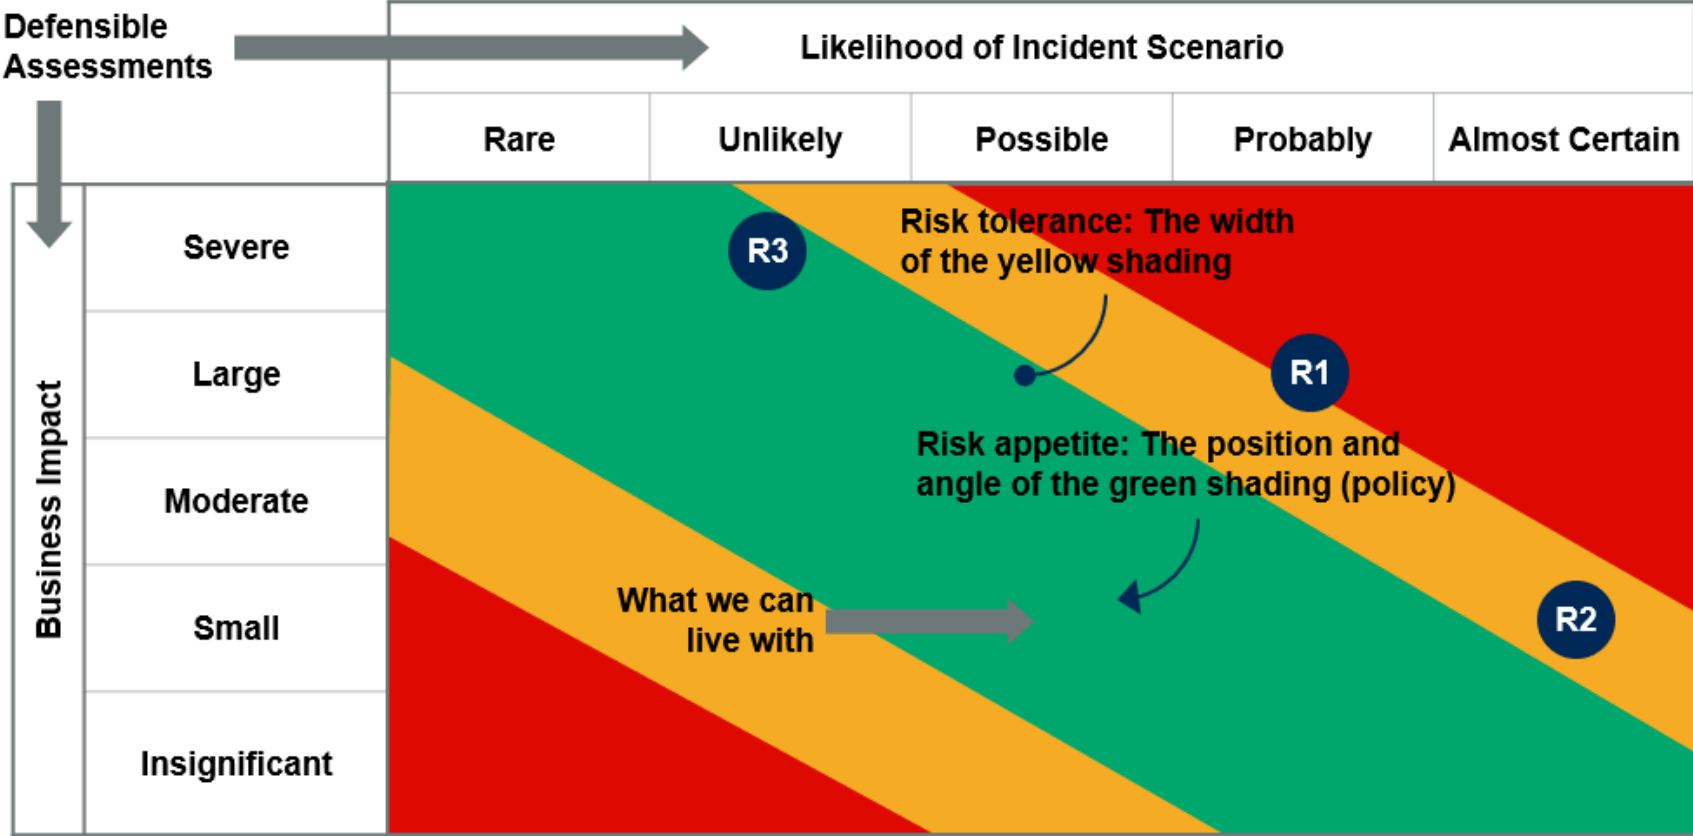 Defensible
Assessments
Likelihood of Incident Scenario
Rare
Unlikely
Possible
Probably
Almost Certain
Business Impact
Severe
Large
Moderate
Small
Insignificant
R3
Risk tolerance: The width
of the yellow shading
R1
Risk appetite: The position and
angle of the green shading (policy)
What we can
live with
R2